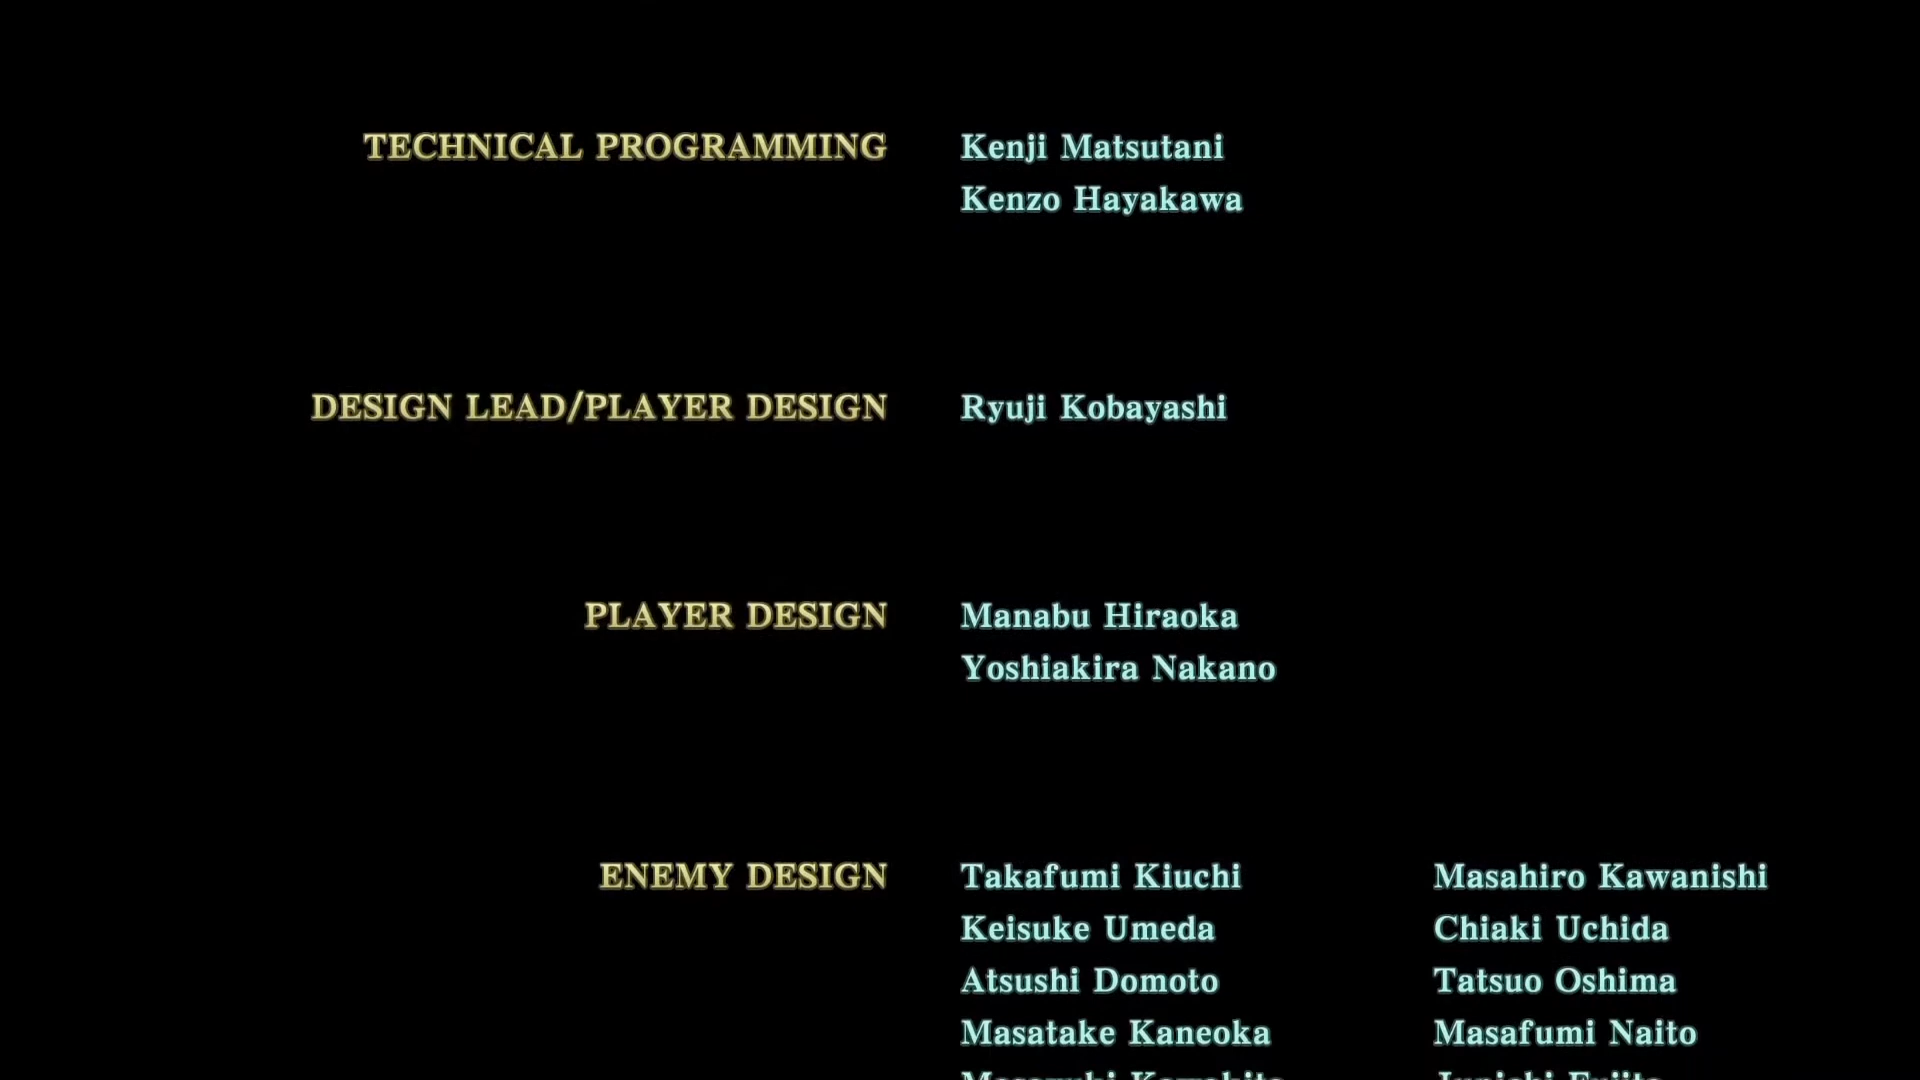 TECHNICAL PROGRAMMING Kenji Matsutani
Kenzo Hayakawa
DESIGN LEAD/PLAYER DESIGN Ryuji Kobayashi
PLAYER DESIGN Manabu Hiraoka
Yoshiakira Nakano
ENEMY DESIGN Takafumi Kiuchi Masahiro Kawanishi
Keisuke Umeda Chiaki Uchida
Atsushi Domoto Tatsuo Oshima
Masatake Kaneoka Masafumi Naito